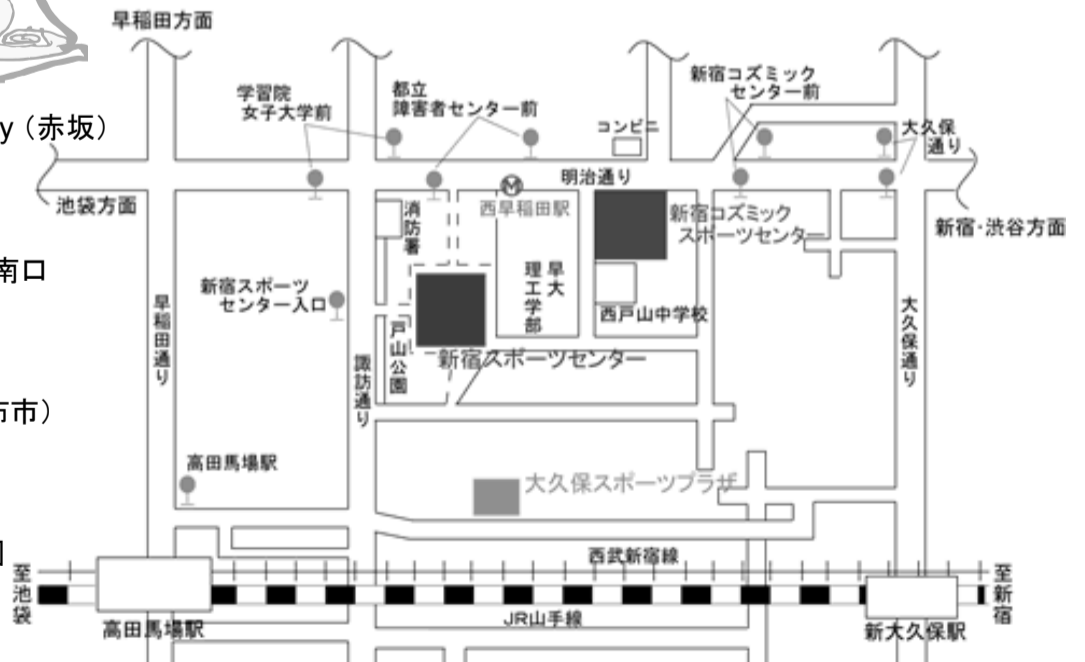 早稲田方面
学習院
女子大学前
都立
障害者センター前
コンビニ
新宿コズミック
センター前
大久保
通り
y（赤坂）
池袋方面
明治通り
西早稲田駅
消防署
新宿コズミック
スポーツセンター
新宿・渋谷方面
南口
新宿スポーツ
センター入口
早大
理工学部
西戸山中学校
早稲田通り
戸山公園
大久保通り
新宿スポーツセンター
諏訪通り
布市）
高田馬場駅
大久保スポーツプラザ
西武新宿線
至池袋
至新宿
JR山手線
高田馬場駅
新大久保駅